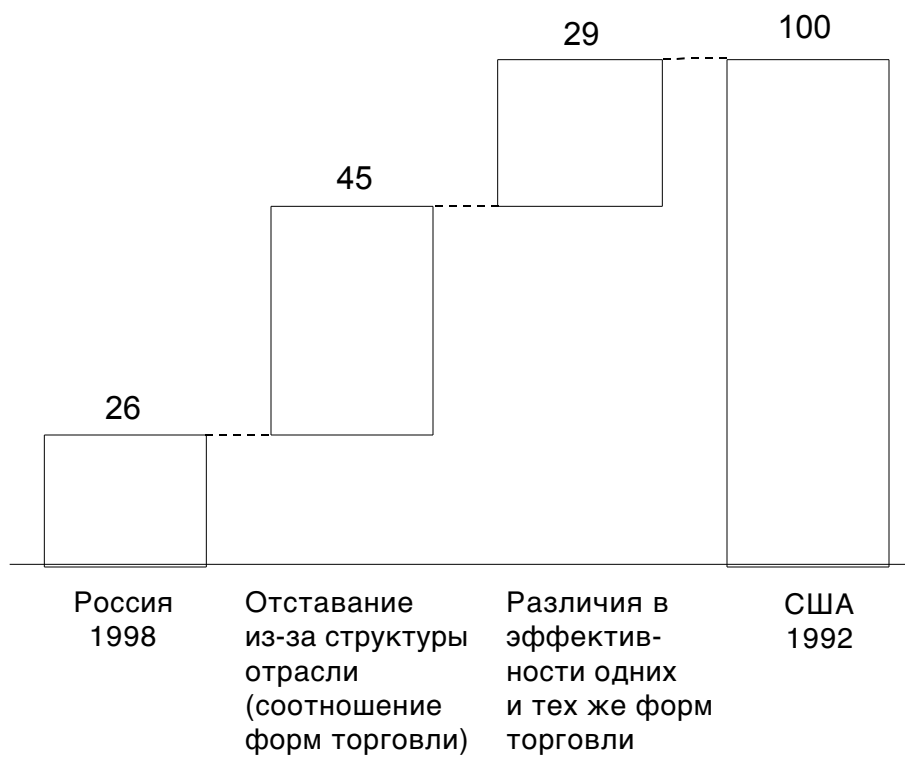 29
100
45
26
Россия
1998
Отставание
из-за структуры
отрасли
(соотношение
форм торговли)
Различия в
эффектив-
ности одних
и тех же форм
торговли
США
1992